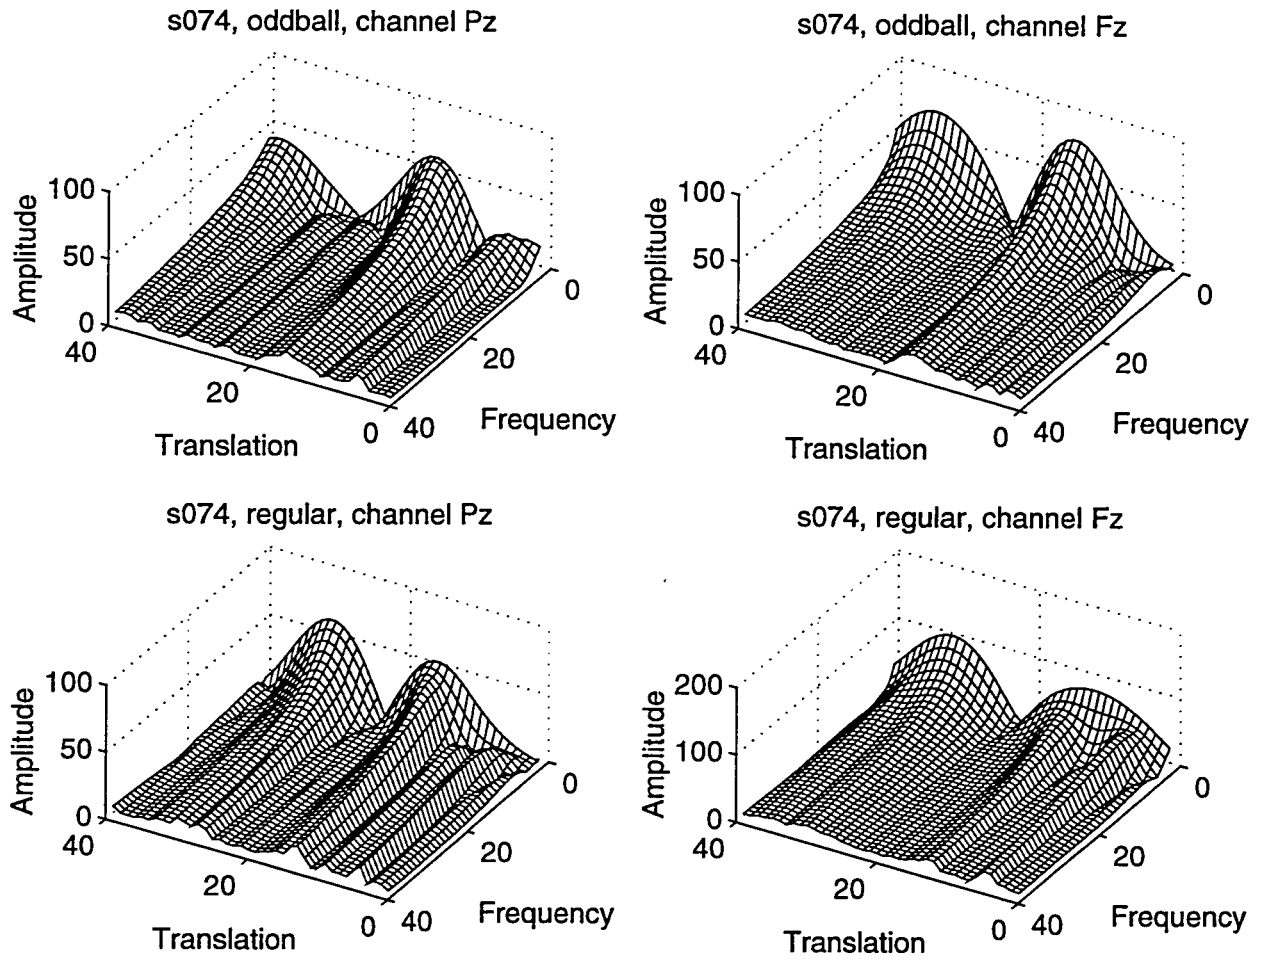 s074, oddball, channel Pz
100
50
0
Amplitude
40
20
0
Translation
40
20
0
Frequency
s074, oddball, channel Fz
100
50
0
Amplitude
40
20
0
Translation
40
20
0
Frequency
s074, regular, channel Pz
100
50
0
Amplitude
40
20
0
Translation
40
20
0
Frequency
s074, regular, channel Fz
200
100
0
Amplitude
40
20
0
Translation
40
20
0
Frequency